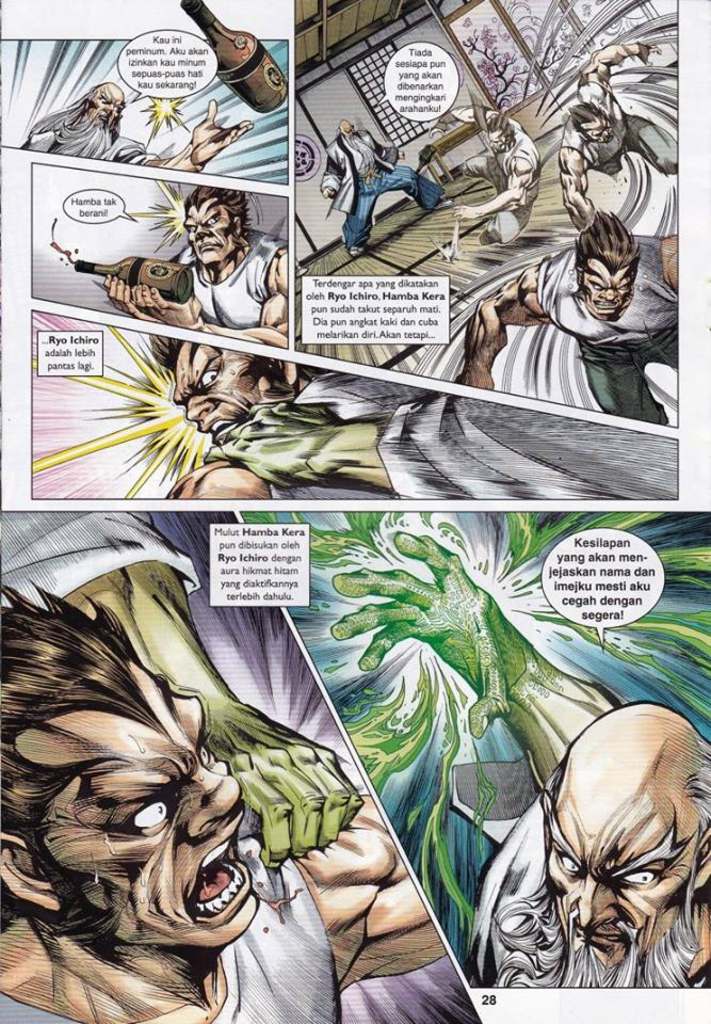 Kau ini
peminum. Aku akan
izinkan kau minum
sepuas-puas hati
kau sekarang!
Tiada
sesiapa pun
yang akan
dibenarkan
mengingkari
arahanku!
Hamba tak
berani!
Terdengar apa yang dikatakan
oleh Ryo Ichiro, Hamba Kera
pun sudah takut separuh mati.
Dia pun angkat kaki dan cuba
melarikan diri. Akan tetapi...
...Ryo Ichiro
adalah lebih
pantas lagi.
Mulut Hamba Kera
pun dibisukan oleh
Ryo Ichiro dengan
aura hikmat hitam
yang diaktifkannya
terlebih dahulu.
Kesilapan
yang akan men-
jejaskan nama dan
imejku mesti aku
cegah dengan
segera!
28